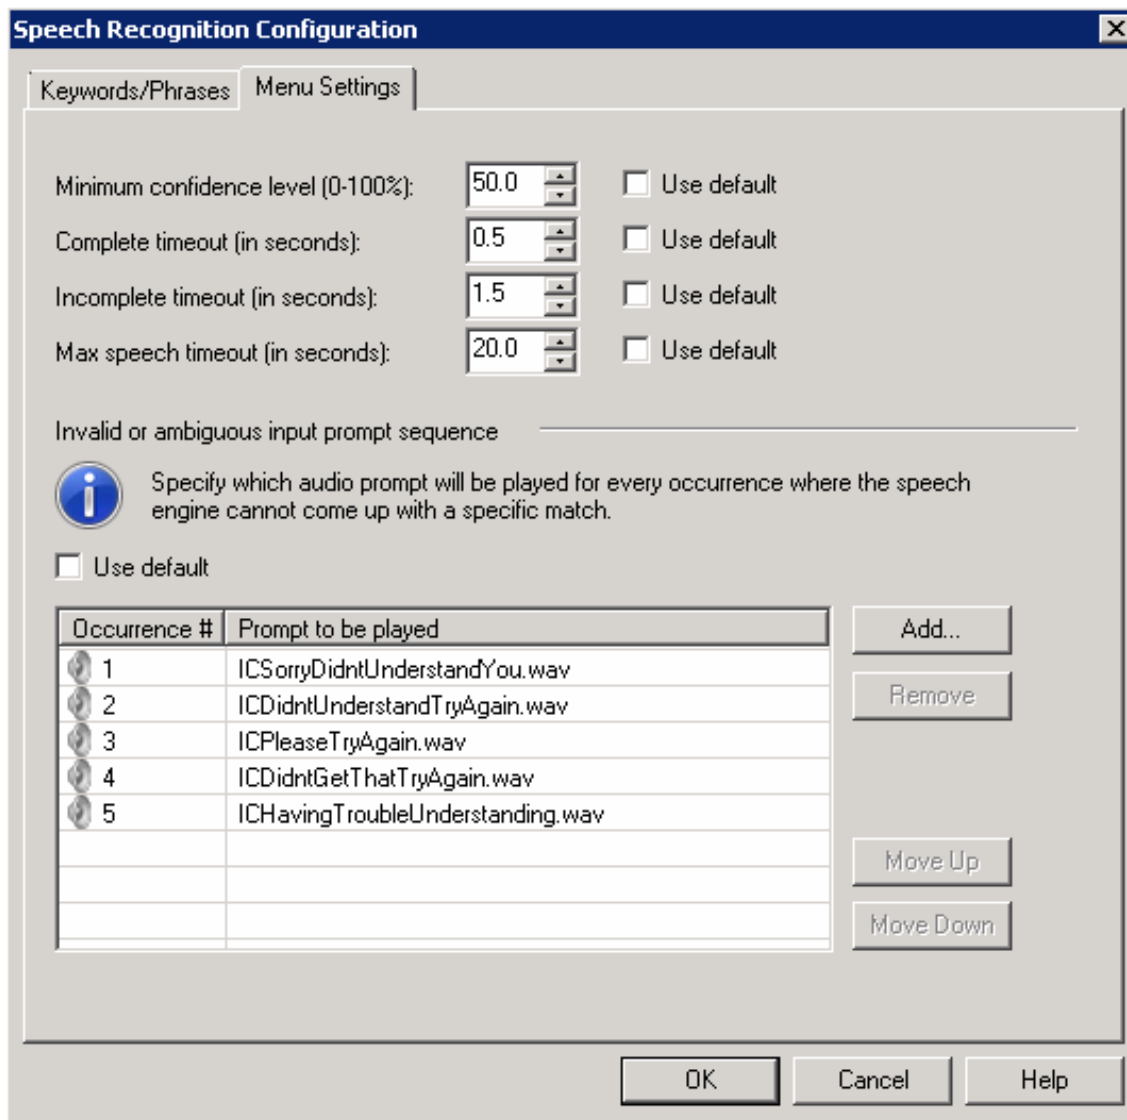 Speech Recognition Configuration
Keywords/Phrases Menu Settings
Minimum confidence level (0-100%): 50.0 Use default
Complete timeout (in seconds): 0.5 Use default
Incomplete timeout (in seconds): 1.5 Use default
Max speech timeout (in seconds): 20.0 Use default
Invalid or ambiguous input prompt sequence
Specify which audio prompt will be played for every occurrence where the speech
engine cannot come up with a specific match.
Use default
Occurrence # Prompt to be played
1 ICSorryDidntUnderstandYou.wav
2 ICDidntUnderstandTryAgain.wav
3 ICPleaseTryAgain.wav
4 ICDidntGetThatTryAgain.wav
5 ICHavingTroubleUnderstanding.wav
Add...
Remove
Move Up
Move Down
OK Cancel Help